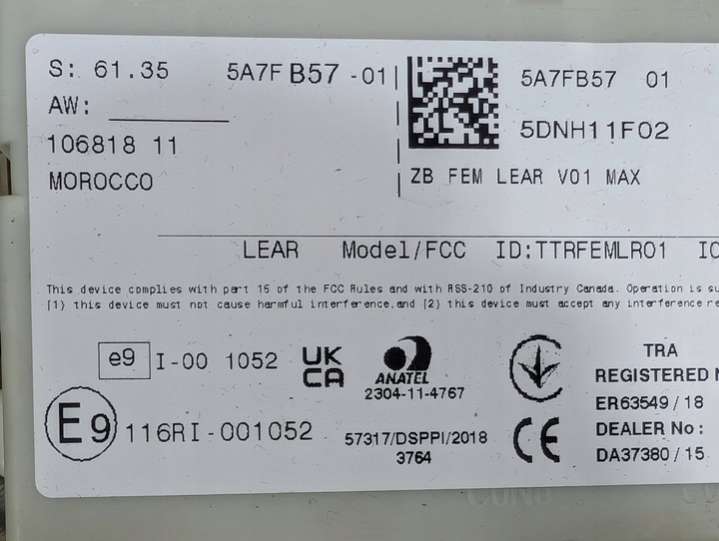 S: 61.35 5A7F B57 -01
AW:
106818 11
MOROCCO
5A7FB57 01
5DNH11F02
ZB FEM LEAR V01 MAX
LEAR Model/FCC ID:TTRFEMLR01
This device complies with part 15 of the FCC Rules and with RSS-210 of Industry Canada. Operation is
(1) this device must not cause harmful interference,and (2) this device must accept any interference
e9 I-00 1052
UK
CA
ANATEL
2304-11-4767
E9 116RI-001052
57317/DSPPI/2018
3764
CE
TRA
REGISTERED
ER63549 / 18
DEALER No :
DA37380 / 15